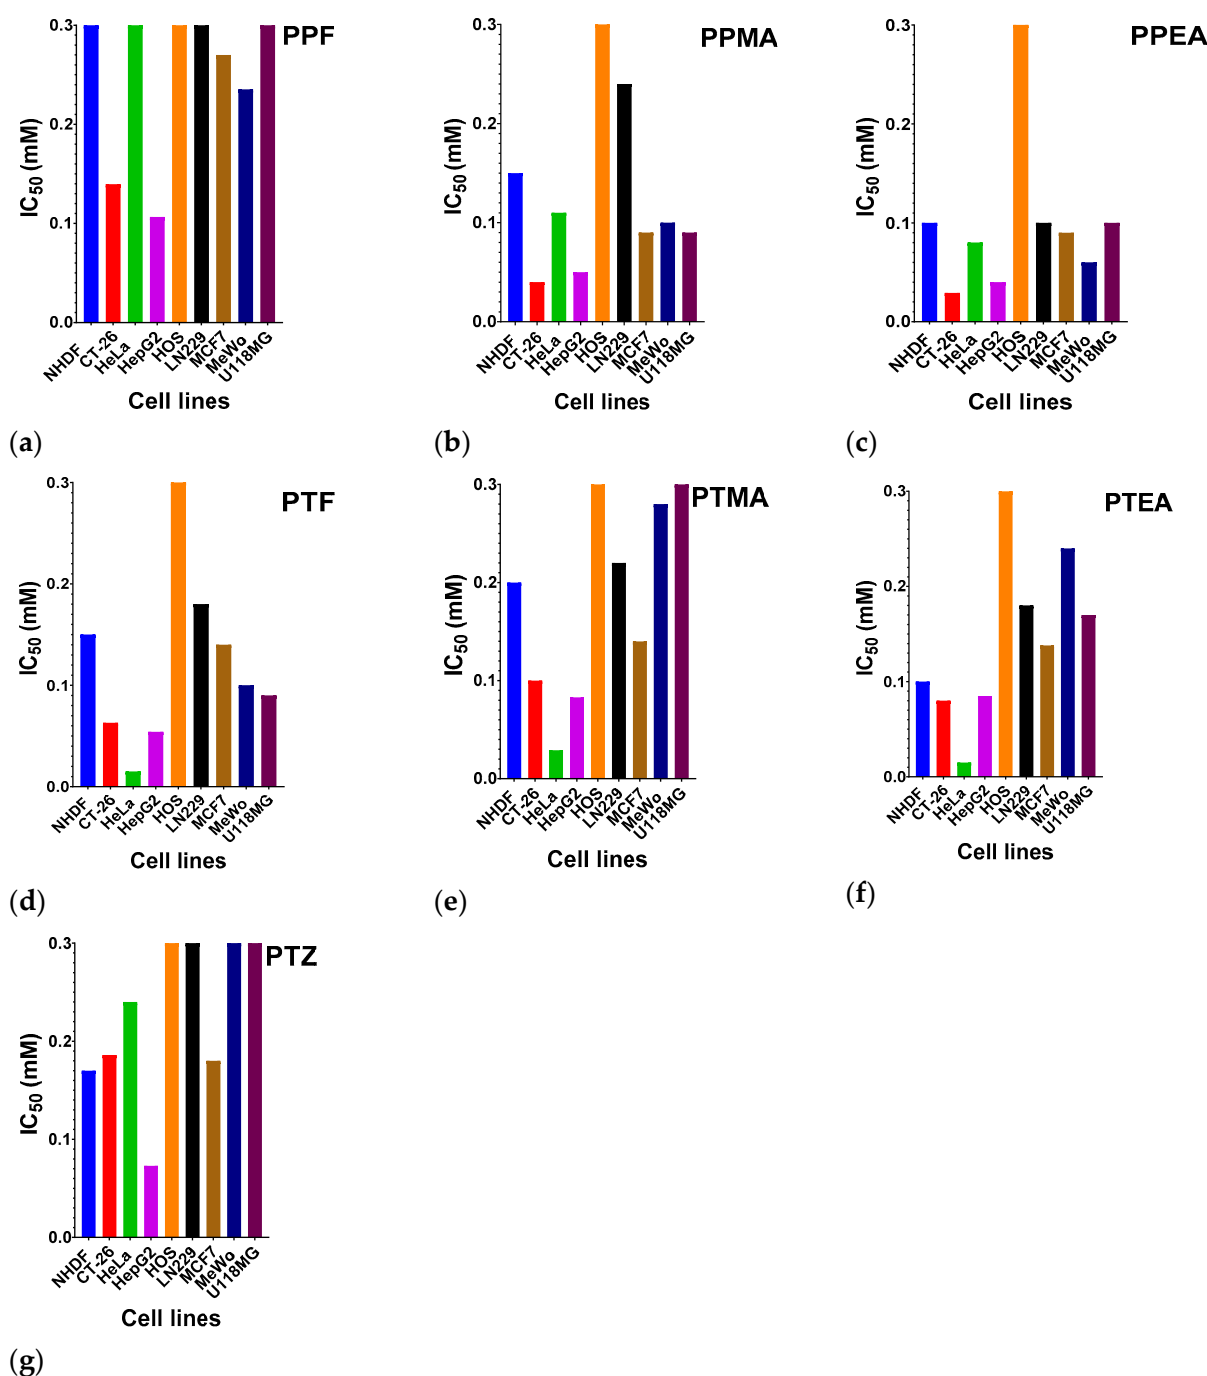 PPF
IC50 (mM)
0.3
0.2
0.1
0.0
NHDF
CT-26
HeLa
HepG2
HOS
LN229
MCF7
MeWo
U118MG
Cell lines
(a)
PPMA
IC50 (mM)
0.3
0.2
0.1
0.0
NHDF
CT-26
HeLa
HepG2
HOS
LN229
MCF7
MeWo
U118MG
Cell lines
(b)
PPEA
IC50 (mM)
0.3
0.2
0.1
0.0
NHDF
CT-26
HeLa
HepG2
HOS
LN229
MCF7
MeWo
U118MG
Cell lines
(c)
PTF
IC50 (mM)
0.3
0.2
0.1
0.0
NHDF
CT-26
HeLa
HepG2
HOS
LN229
MCF7
MeWo
U118MG
Cell lines
(d)
PTMA
IC50 (mM)
0.3
0.2
0.1
0.0
NHDF
CT-26
HeLa
HepG2
HOS
LN229
MCF7
MeWo
U118MG
Cell lines
(e)
PTEA
IC50 (mM)
0.3
0.2
0.1
0.0
NHDF
CT-26
HeLa
HepG2
HOS
LN229
MCF7
MeWo
U118MG
Cell lines
(f)
PTZ
IC50 (mM)
0.3
0.2
0.1
0.0
NHDF
CT-26
HeLa
HepG2
HOS
LN229
MCF7
MeWo
U118MG
Cell lines
(g)